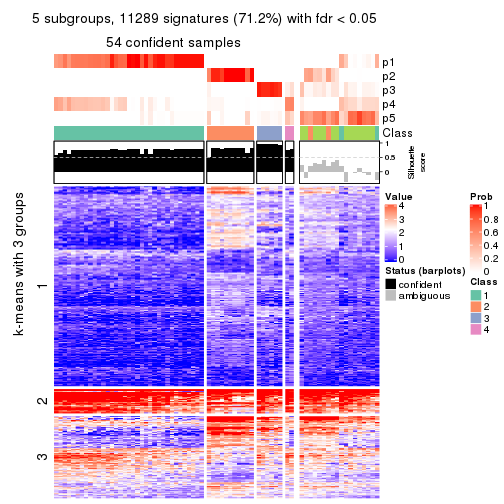 5 subgroups, 11289 signatures (71.2%) with fdr < 0.05
54 confident samples
p1
p2
p3
p4
p5
Class
1
0.5
0
Silhouette
score
k-means with 3 groups
1
2
3
Value
4
3
2
1
0
Status (barplots)
confident
ambiguous
Prob
1
0.8
0.6
0.4
0.2
0
Class
1
2
3
4